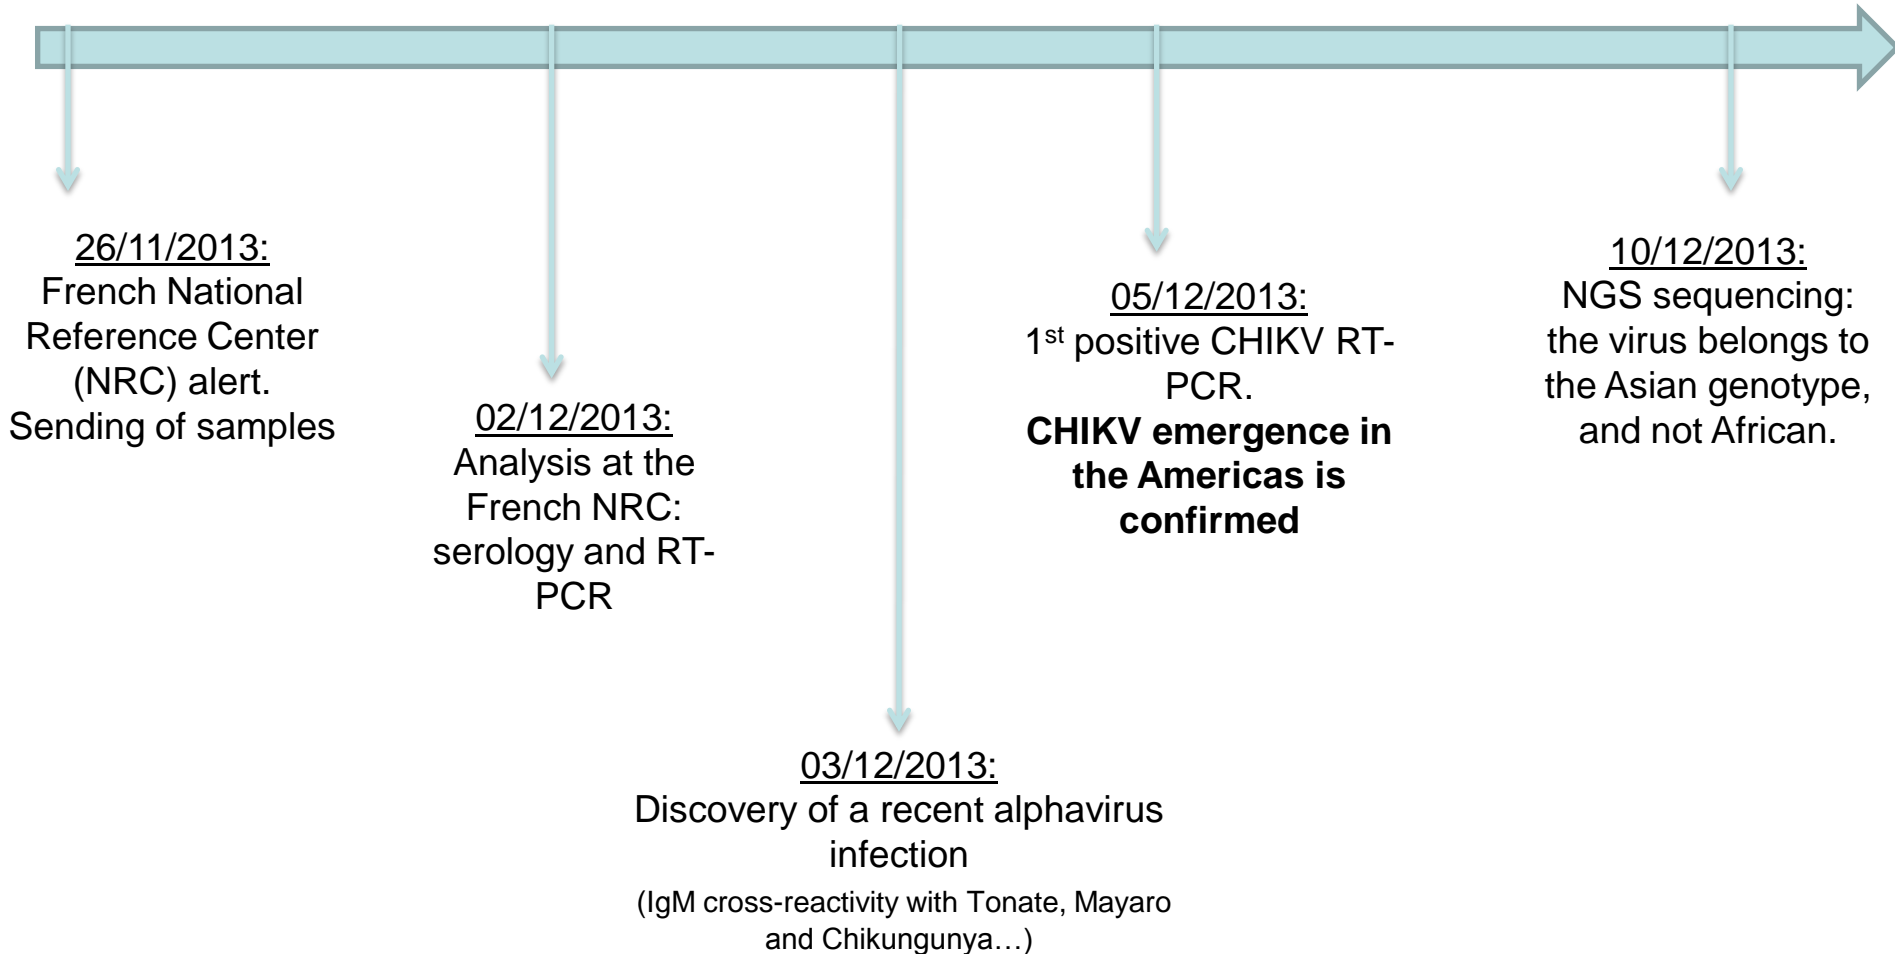 26/11/2013:
French National
Reference Center
(NRC) alert.
Sending of samples
02/12/2013:
Analysis at the
French NRC:
serology and RT-
PCR
03/12/2013:
Discovery of a recent alphavirus
infection
(IgM cross-reactivity with Tonate, Mayaro
and Chikungunya…)
05/12/2013:
1st positive CHIKV RT-
PCR.
CHIKV emergence in
the Americas is
confirmed
10/12/2013:
NGS sequencing:
the virus belongs to
the Asian genotype,
and not African.